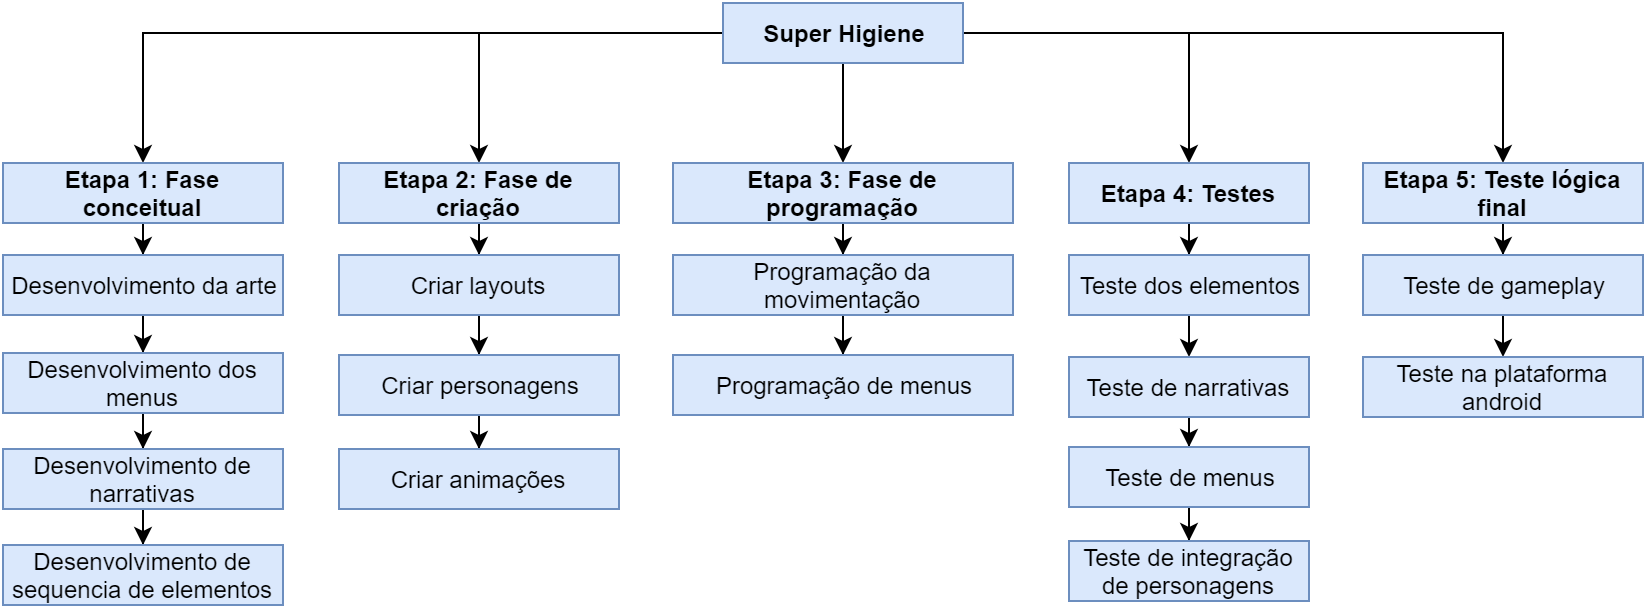 Super Higiene
Etapa 1: Fase
conceitual
Desenvolvimento da arte
Desenvolvimento dos
menus
Desenvolvimento de
narrativas
Desenvolvimento de
sequencia de elementos
Etapa 2: Fase de
criação
Criar layouts
Criar personagens
Criar animações
Etapa 3: Fase de
programação
Programação da
movimentação
Programação de menus
Etapa 4: Testes
Teste dos elementos
Teste de narrativas
Teste de menus
Teste de integração
de personagens
Etapa 5: Teste lógica
final
Teste de gameplay
Teste na plataforma
android